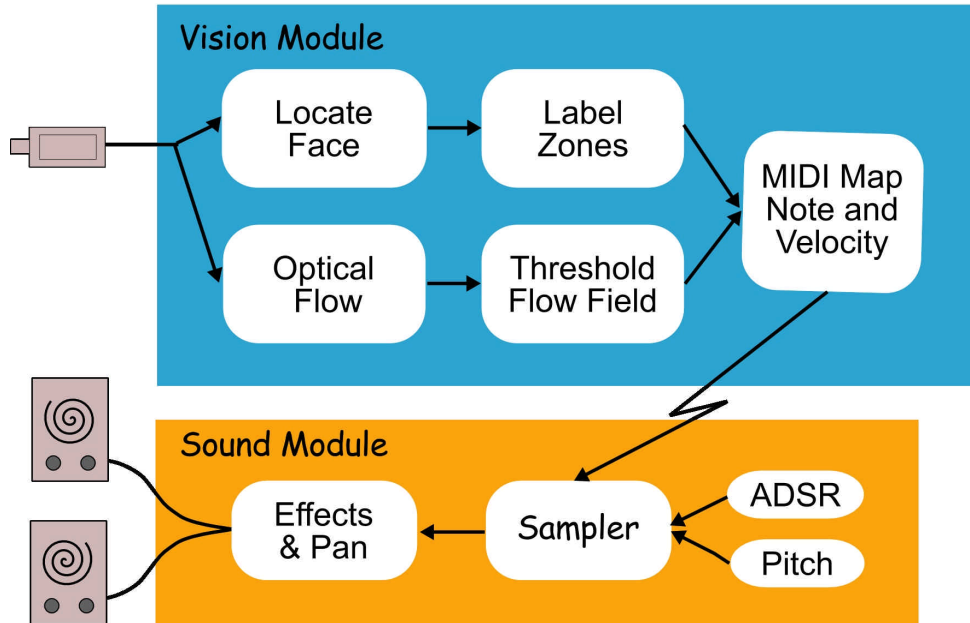 Vision Module
Locate
Face
Label
Zones
MIDI Map
Note and
Velocity
Optical
Flow
Threshold
Flow Field
Sound Module
Effects
& Pan
Sampler
ADSR
Pitch